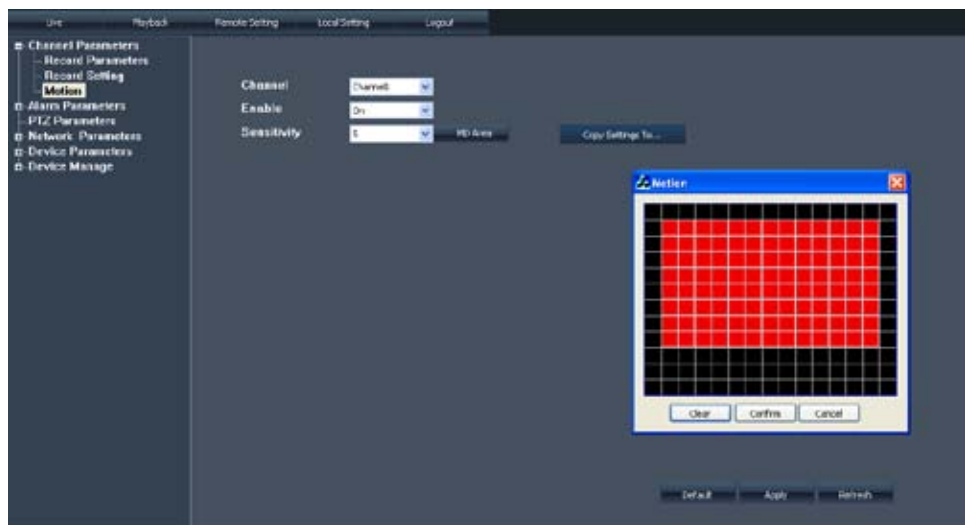 Live Playback Remote Setting Local Setting Logout
Channel Parameters
Record Parameters
Record Setting
Motion
Alarm Parameters
PTZ Parameters
Network Parameters
Device Parameters
Device Manage
Channel
Enable On
Sensitivity 5 MD Area Copy Settings To...
Motion
Clear Confirm Cancel
Default Apply Refresh